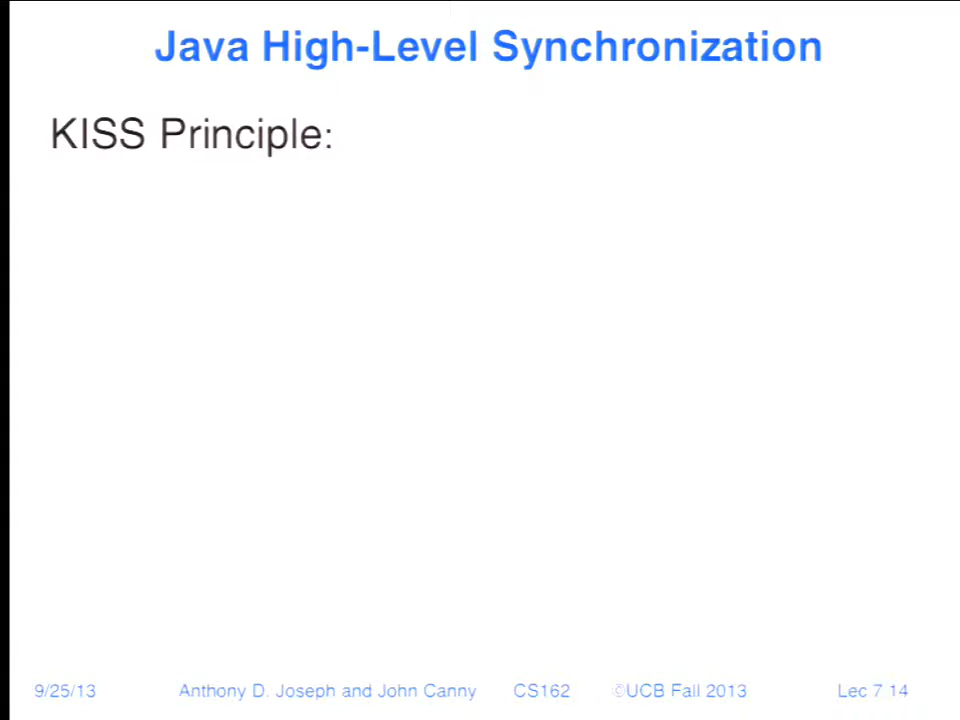 Java High-Level Synchronization
KISS Principle:
9/25/13 Anthony D. Joseph and John Canny CS162 ©UCB Fall 2013 Lec 7 14